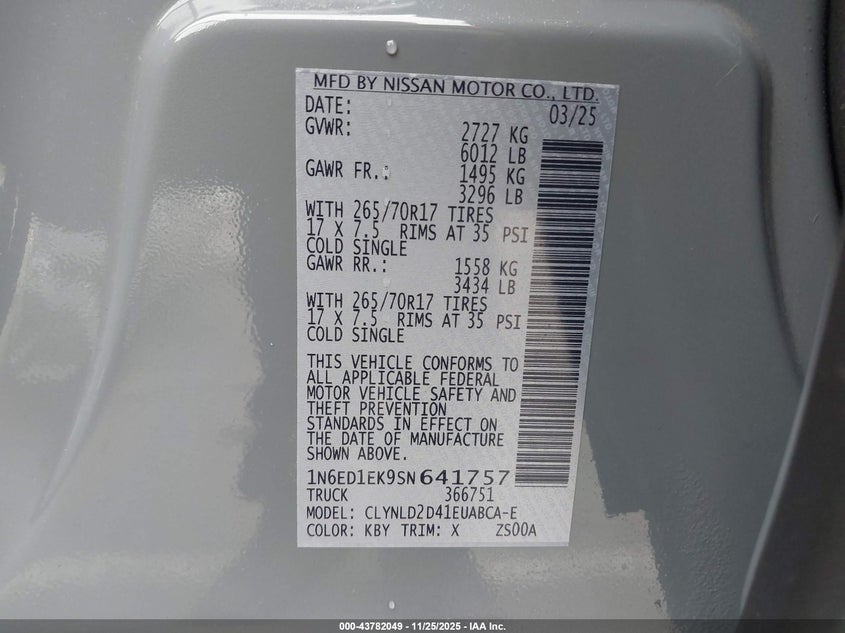 MFD BY NISSAN MOTOR CO., LTD.
DATE: 03/25
GVWR: 2727 KG
6012 LB
GAWR FR.: 1495 KG
3296 LB
WITH 265/70R17 TIRES
17 X 7.5 RIMS AT 35 PSI
COLD SINGLE
GAWR RR.: 1558 KG
3434 LB
WITH 265/70R17 TIRES
17 X 7.5 RIMS AT 35 PSI
COLD SINGLE
THIS VEHICLE CONFORMS TO
ALL APPLICABLE FEDERAL
MOTOR VEHICLE SAFETY AND
THEFT PREVENTION
STANDARDS IN EFFECT ON
THE DATE OF MANUFACTURE
SHOWN ABOVE.
1N6ED1EK9SN641757
TRUCK 366751
MODEL: CLYNLD2D41EUABCA-E
COLOR: KBY TRIM: X ZS00A
000-43782049 - 11/25/2025 - IAA Inc.